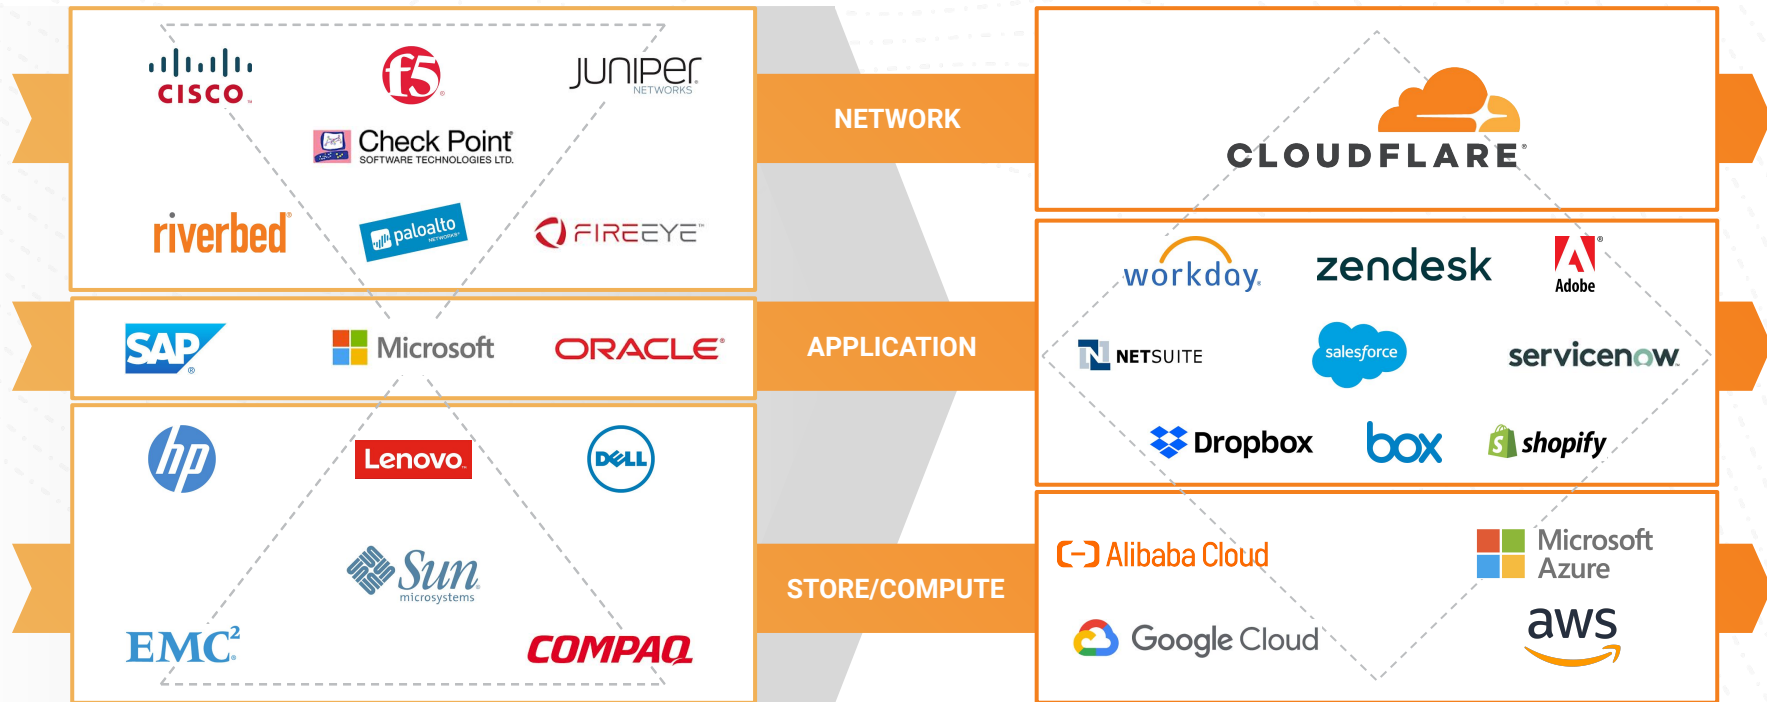 CISCO
f5
JUNIPER
NETWORKS
Check Point
SOFTWARE TECHNOLOGIES LTD.
riverbed
paloalto
NETWORKS
FIREEYE
NETWORK
CLOUDFLARE
SAP
Microsoft
ORACLE
APPLICATION
workday
zendesk
Adobe
NETSUITE
salesforce
servicenow
Dropbox
box
shopify
hp
Lenovo
DELL
Sun
microsystems
EMC²
COMPAQ
STORE/COMPUTE
Alibaba Cloud
Microsoft
Azure
Google Cloud
aws